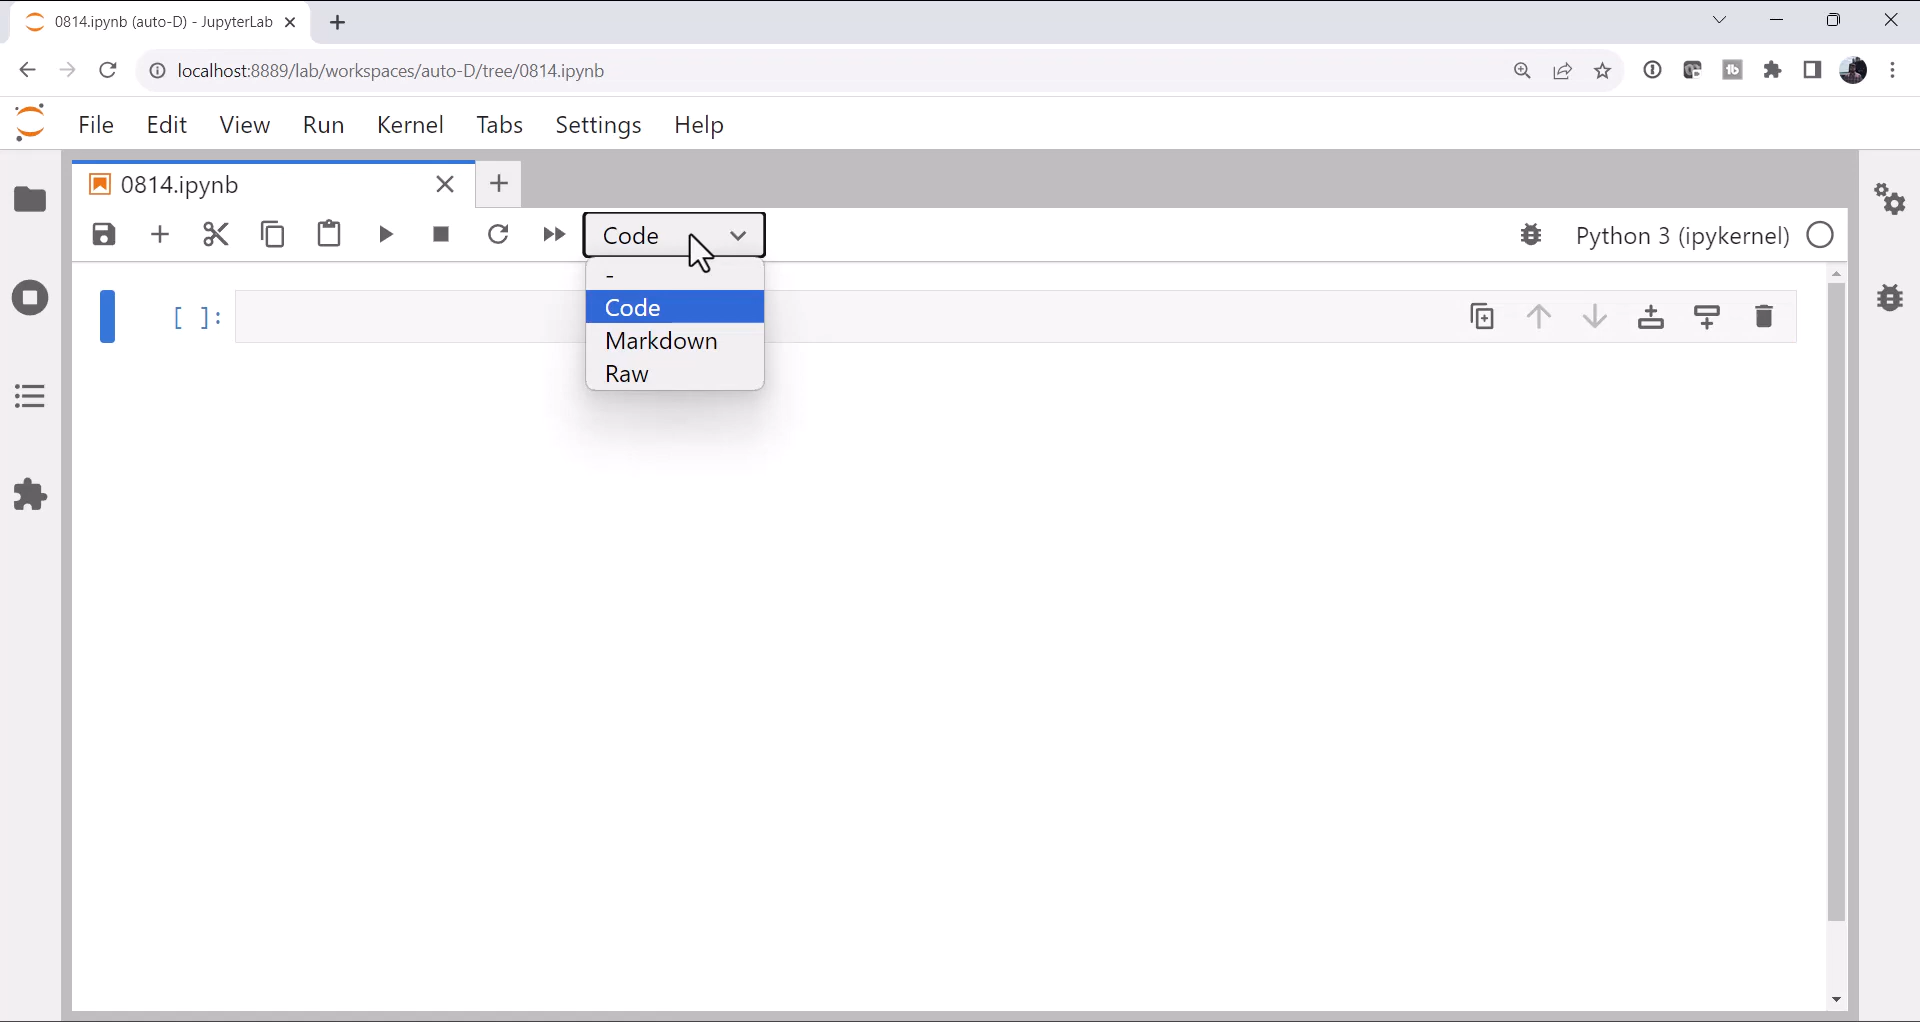 0814.ipynb (auto-D) - JupyterLab
localhost:8889/lab/workspaces/auto-D/tree/0814.ipynb
File Edit View Run Kernel Tabs Settings Help
0814.ipynb
Code Python 3 (ipykernel)
-
Code
[ ]:
Markdown
Raw